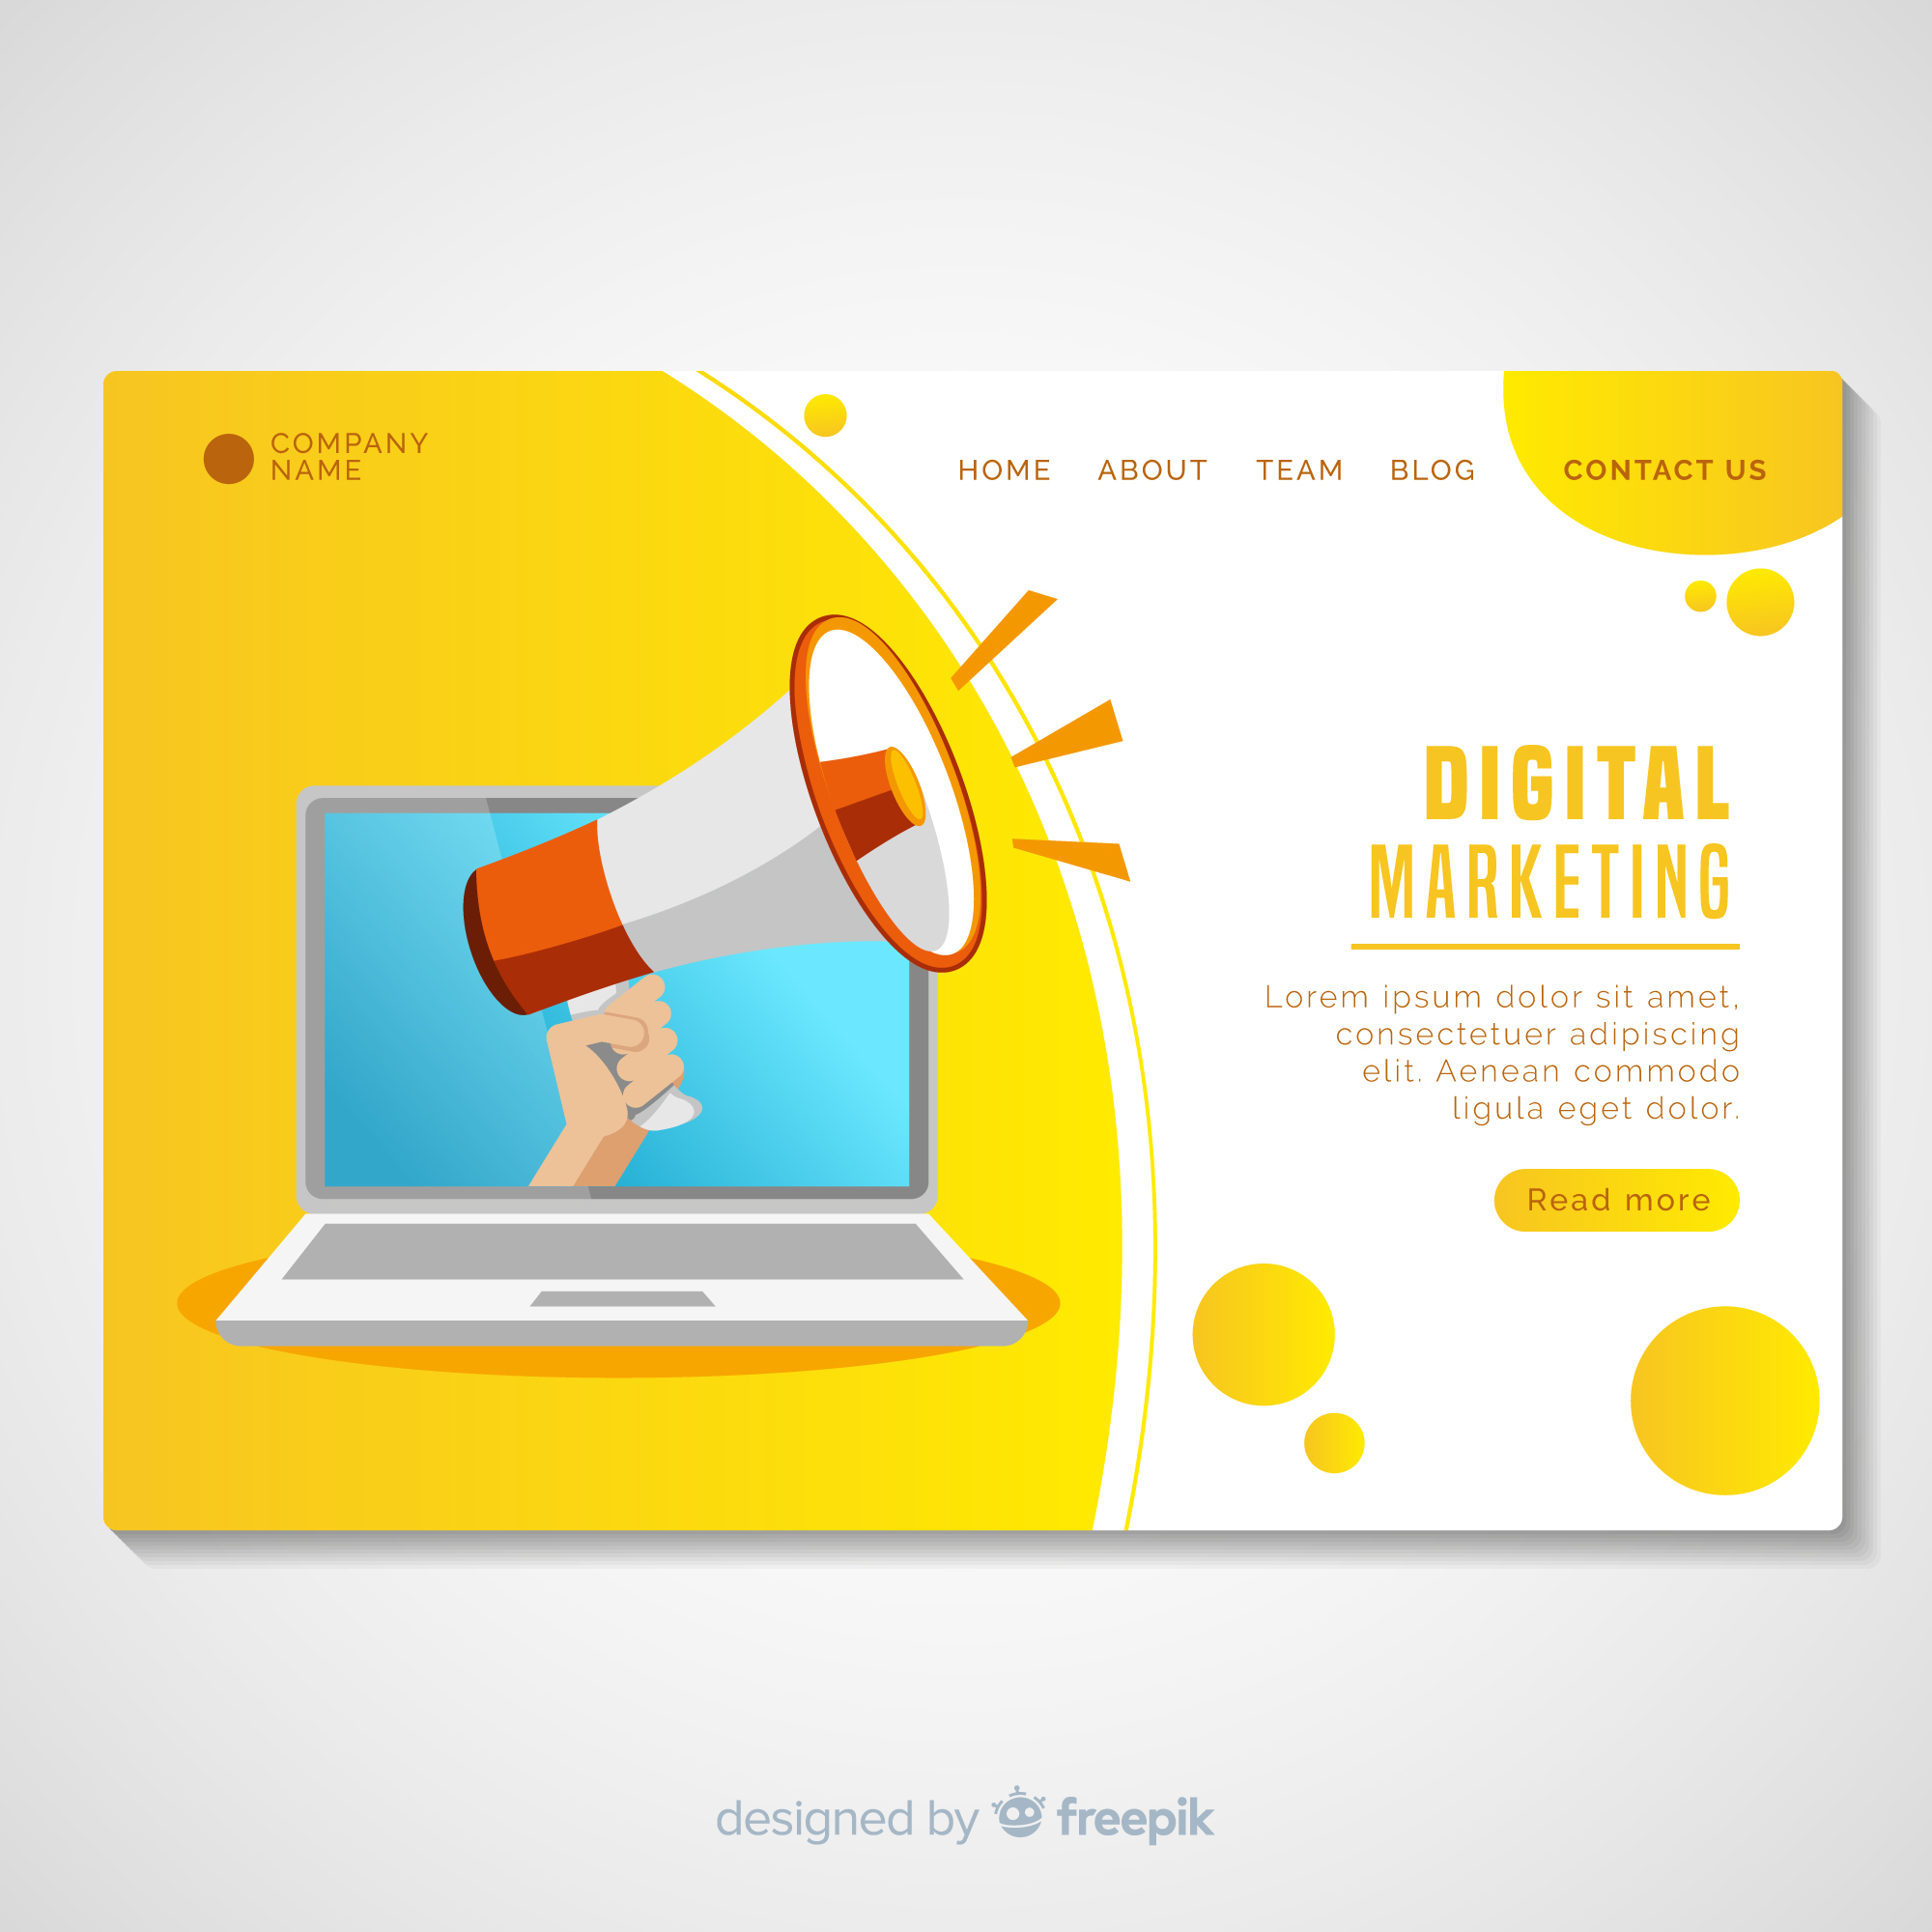 COMPANY
NAME
HOME ABOUT TEAM BLOG CONTACT US
DIGITAL
MARKETING
Lorem ipsum dolor sit amet,
consectetuer adipiscing
elit. Aenean commodo
ligula eget dolor.
Read more
designed by freepik